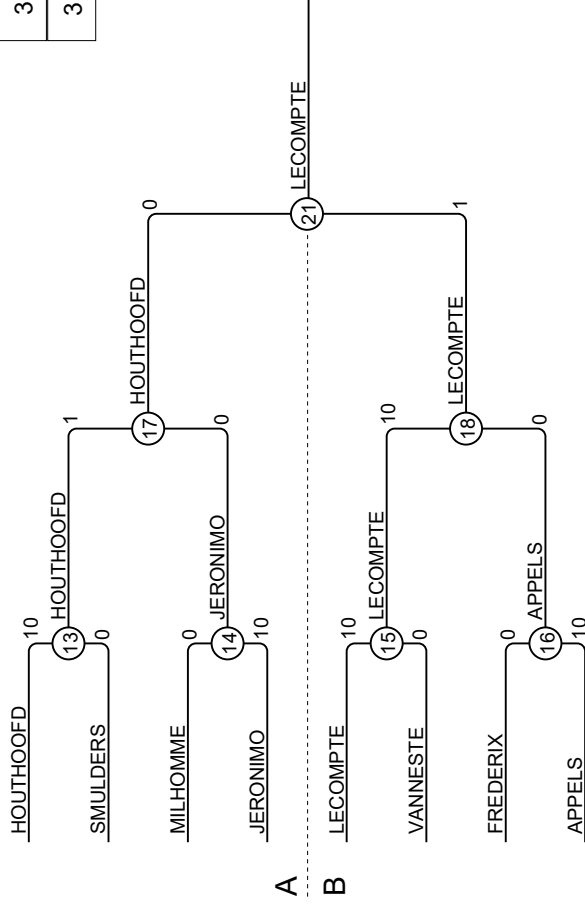 3
3
HOUTHOOFD 10
13
SMULDERS 0
HOUTHOOFD 1
17
MILHOMME 0
14
JERONIMO 10
JERONIMO 0
HOUTHOOFD 0
A
21
LECOMPTE
B
LECOMPTE 10
15
VANNESTE 0
LECOMPTE 10
18
FREDERIX 0
16
APPELS 10
APPELS 0
LECOMPTE 1